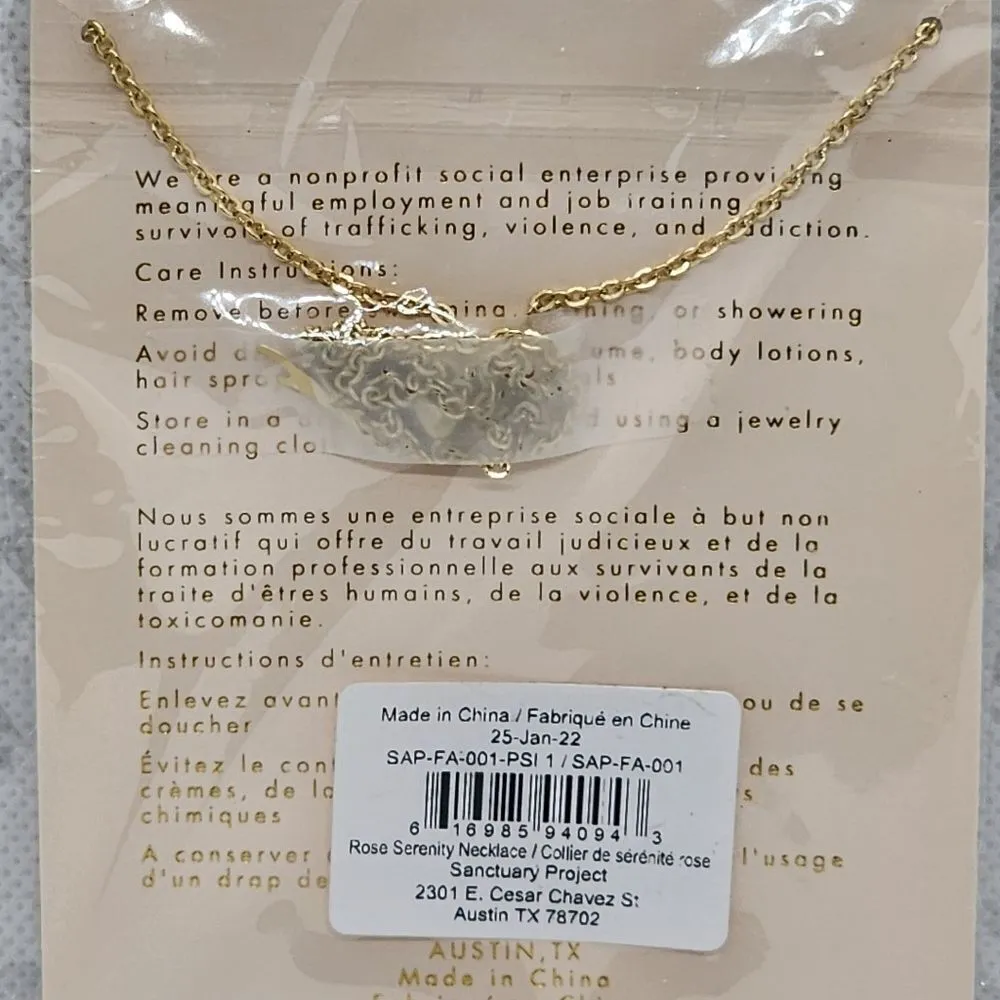 We are a nonprofit social enterprise providing
meaningful employment and job training
survivors of trafficking, violence, and addiction.
Care Instructions:
Remove before swimming, or showering
Avoid body lotions,
hair
Store in a using a jewelry
cleaning
Nous sommes une entreprise sociale à but non
lucratif qui offre du travail judicieux et de la
formation professionnelle aux survivants de la
traite d'êtres humains, de la violence, et de la
toxicomanie.
Instructions d'entretien:
Enlevez avant ou de se
doucher
Évitez le des
crèmes, de
chimiques
A conserver l'usage
d'un drap de
Made in China / Fabriqué en Chine
25-Jan-22
SAP-FA-001-PSI 1 / SAP-FA-001
6 16985 94094 3
Rose Serenity Necklace / Collier de sérénité rose
Sanctuary Project
2301 E. Cesar Chavez St
Austin TX 78702
AUSTIN, TX
Made in China